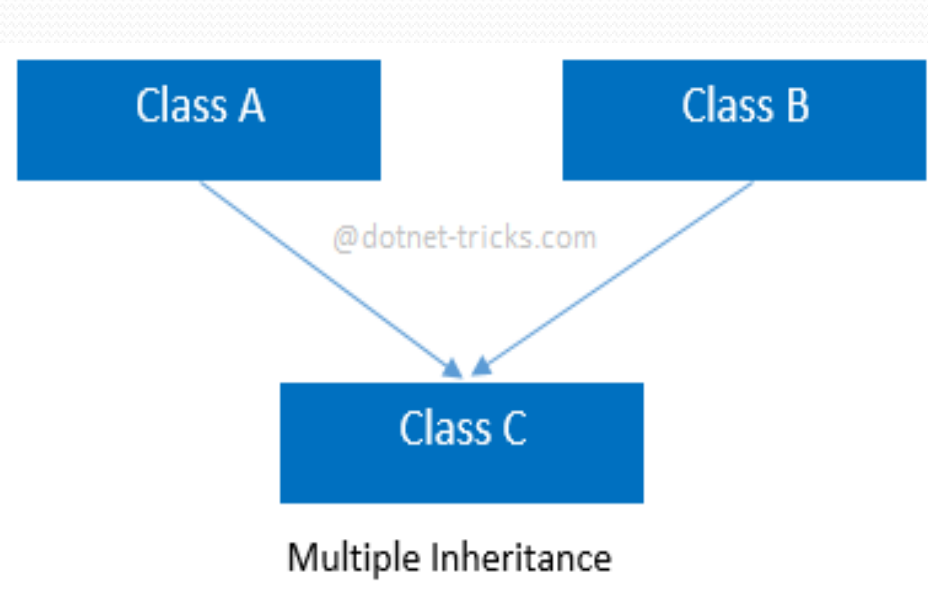 Class A
Class B
@dotnet-tricks.com
Class C
Multiple Inheritance